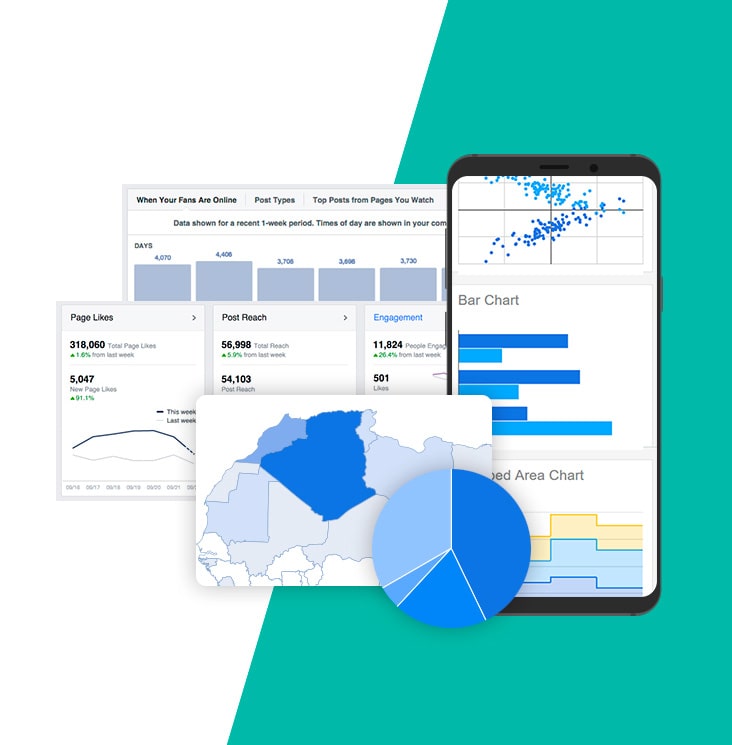 When Your Fans Are Online
Post Types
Top Posts from Pages You Watch
Data shown for a recent 1-week period. Times of day are shown in your com
DAYS
4,070
4,406
3,705
3,698
3,730
Page Likes
Post Reach
Engagement
318,060 Total Page Likes
1.6% from last week
5,047
New Page Likes
91.1%
This week
Last week
56,998 Total Reach
5.9% from last week
54,103
Post Reach
11,824 People Engag
26.4% from last week
501
Likes
09/16 09/17 09/18 09/19 09/20 09/21
Bar Chart
ped Area Chart